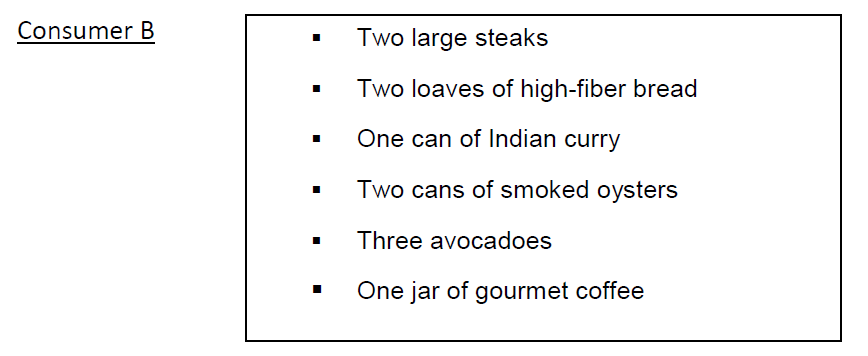 Consumer B
▪ Two large steaks
▪ Two loaves of high-fiber bread
▪ One can of Indian curry
▪ Two cans of smoked oysters
▪ Three avocadoes
▪ One jar of gourmet coffee